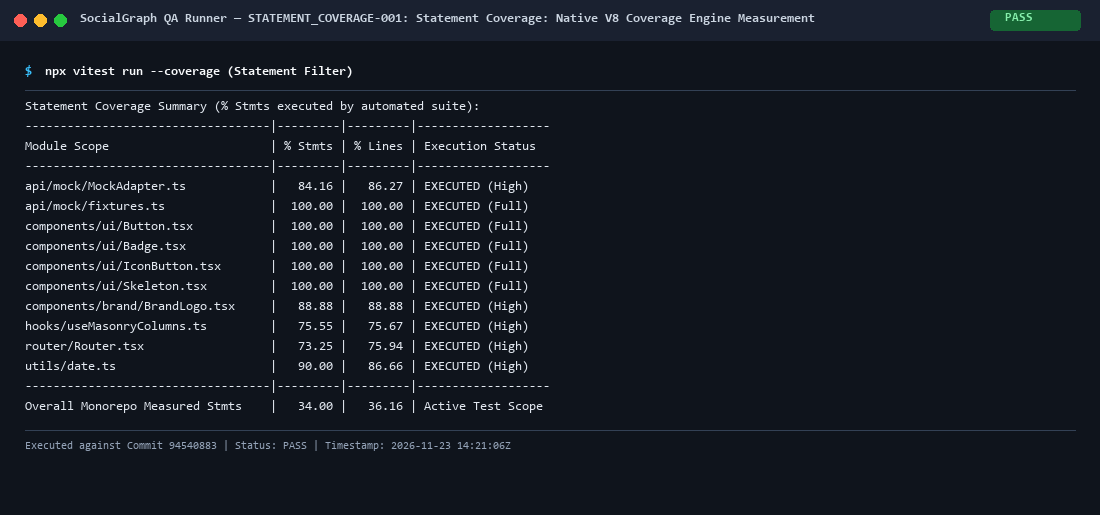 SocialGraph QA Runner — STATEMENT_COVERAGE-001: Statement Coverage: Native V8 Coverage Engine Measurement
PASS
$ npx vitest run --coverage (Statement Filter)
Statement Coverage Summary (% Stmts executed by automated suite):
-----------------------------------|---------|---------|-------------------
Module Scope                       | % Stmts | % Lines | Execution Status
-----------------------------------|---------|---------|-------------------
api/mock/MockAdapter.ts            |   84.16 |   86.27 | EXECUTED (High)
api/mock/fixtures.ts               |  100.00 |  100.00 | EXECUTED (Full)
components/ui/Button.tsx           |  100.00 |  100.00 | EXECUTED (Full)
components/ui/Badge.tsx            |  100.00 |  100.00 | EXECUTED (Full)
components/ui/IconButton.tsx       |  100.00 |  100.00 | EXECUTED (Full)
components/ui/Skeleton.tsx         |  100.00 |  100.00 | EXECUTED (Full)
components/brand/BrandLogo.tsx     |   88.88 |   88.88 | EXECUTED (High)
hooks/useMasonryColumns.ts         |   75.55 |   75.67 | EXECUTED (High)
router/Router.tsx                  |   73.25 |   75.94 | EXECUTED (High)
utils/date.ts                      |   90.00 |   86.66 | EXECUTED (High)
-----------------------------------|---------|---------|-------------------
Overall Monorepo Measured Stmts    |   34.00 |   36.16 | Active Test Scope
Executed against Commit 94540883 | Status: PASS | Timestamp: 2026-11-23 14:21:06Z